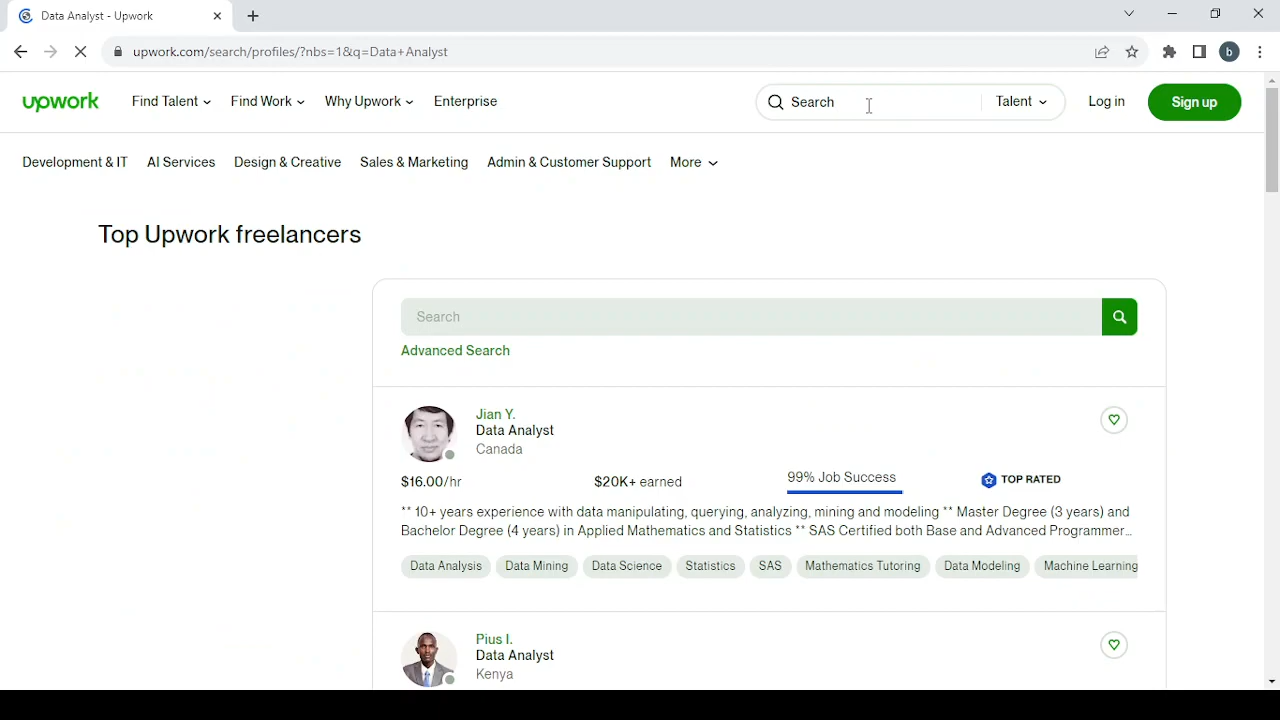 Data Analyst - Upwork
upwork.com/search/profiles/?nbs=1&q=Data+Analyst
b
upwork
Find Talent
Find Work
Why Upwork
Enterprise
Search
Talent
Log in
Sign up
Development & IT
AI Services
Design & Creative
Sales & Marketing
Admin & Customer Support
More
Top Upwork freelancers
Search
Advanced Search
Jian Y.
Data Analyst
Canada
$16.00/hr
$20K+ earned
99% Job Success
TOP RATED
** 10+ years experience with data manipulating, querying, analyzing, mining and modeling ** Master Degree (3 years) and
Bachelor Degree (4 years) in Applied Mathematics and Statistics ** SAS Certified both Base and Advanced Programmer...
Data Analysis
Data Mining
Data Science
Statistics
SAS
Mathematics Tutoring
Data Modeling
Machine Learning
Pius I.
Data Analyst
Kenya